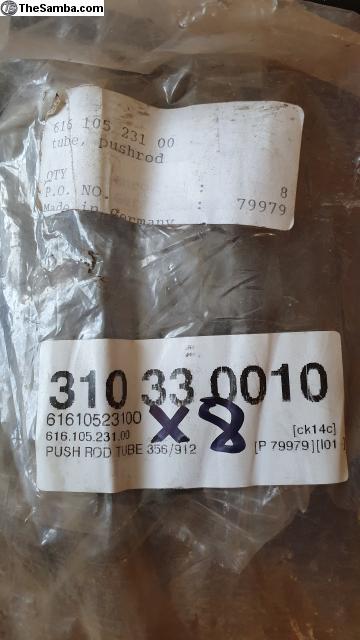 TheSamba.com
616 105 231 00
tube, pushrod
QTY : 8
P.O. NO. : 79979
Made in Germany
310 33 0010
61610523100
616.105.231.00
PUSH ROD TUBE 356/912
X8
[ck14c]
[P 79979][l01